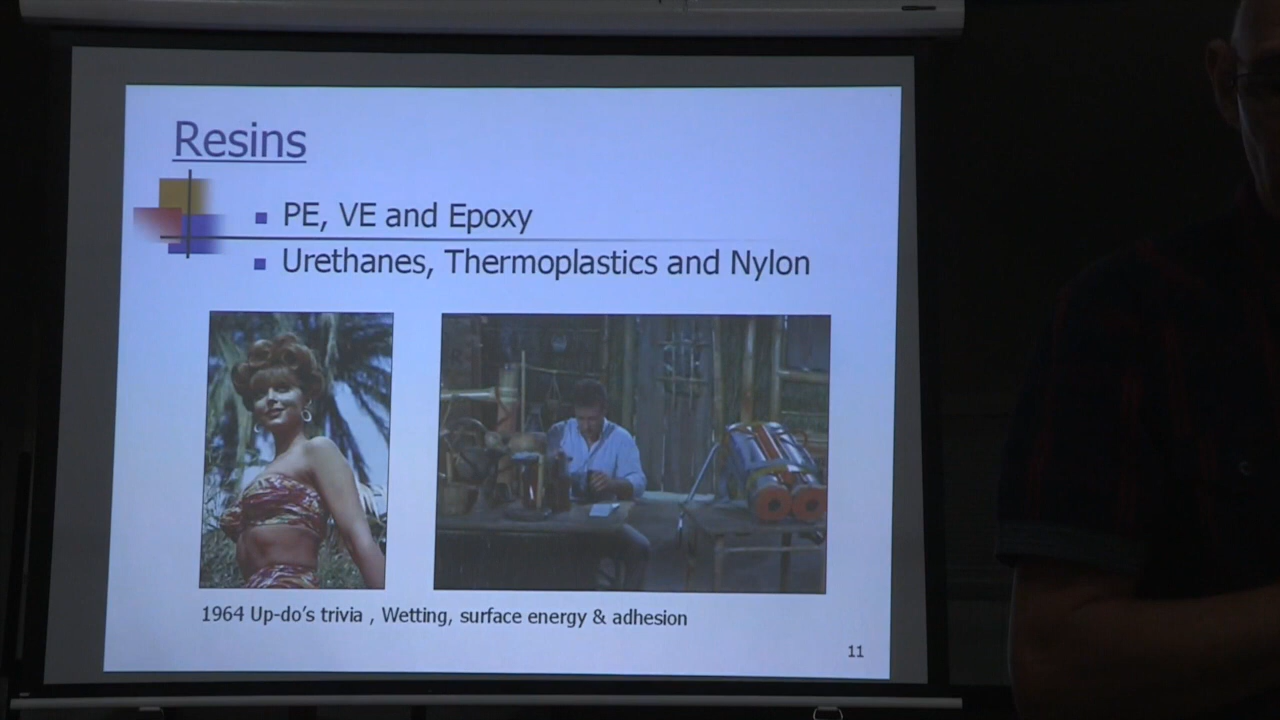 Resins
PE, VE and Epoxy
Urethanes, Thermoplastics and Nylon
1964 Up-do's trivia , Wetting, surface energy & adhesion
11